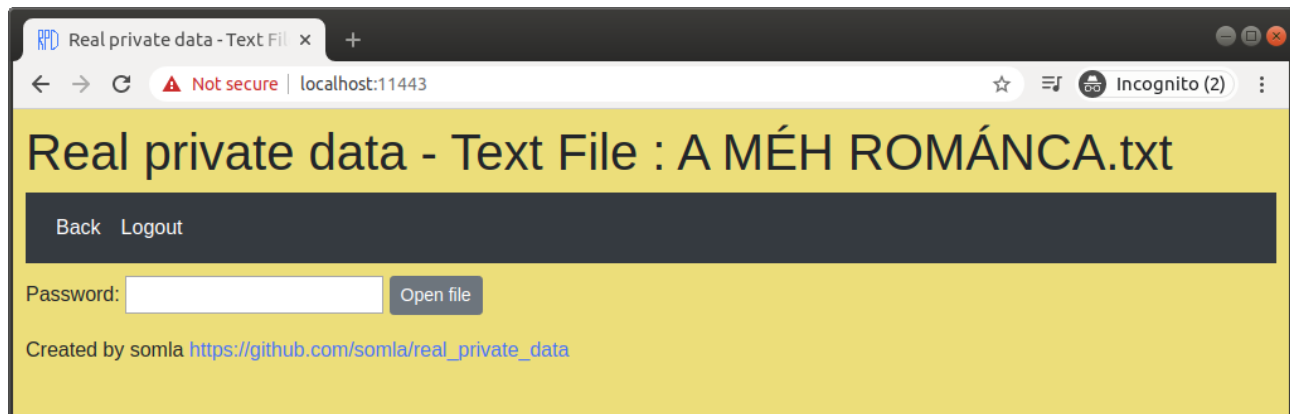 RPD Real private data - Text Fil
Not secure localhost:11443 Incognito (2)
Real private data - Text File : A MÉH ROMÁNCA.txt
Back Logout
Password: Open file
Created by somla https://github.com/somla/real_private_data